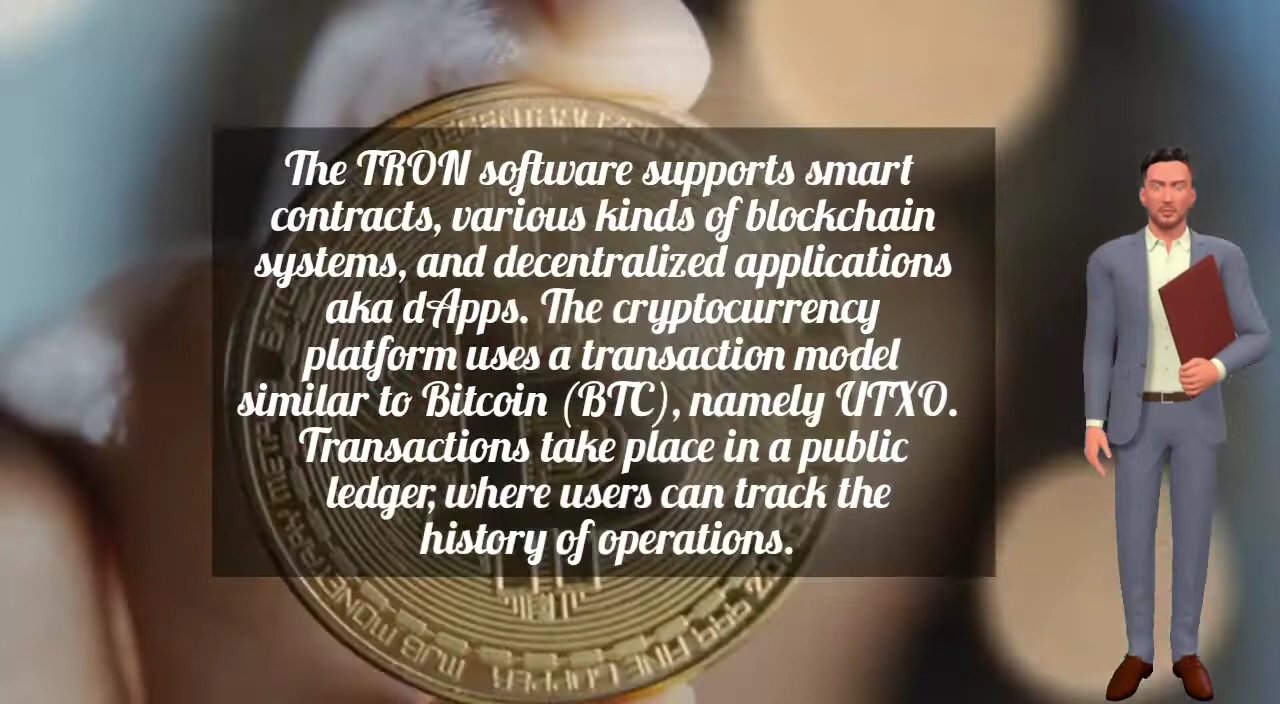 The TRON software supports smart
contracts, various kinds of blockchain
systems, and decentralized applications
aka dApps. The cryptocurrency
platform uses a transaction model
similar to Bitcoin (BTC), namely UTXO.
Transactions take place in a public
ledger, where users can track the
history of operations.